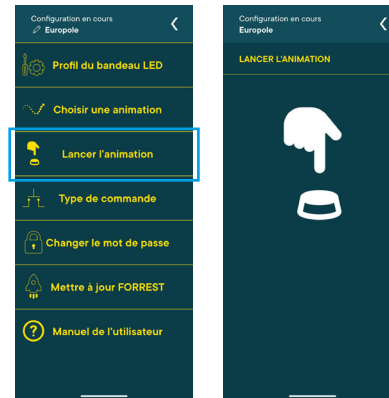 Configuration en cours
Europole
Profil du bandeau LED
Choisir une animation
Lancer l'animation
Type de commande
Changer le mot de passe
Mettre à jour FORREST
Manuel de l'utilisateur
Configuration en cours
Europole
LANCER L'ANIMATION